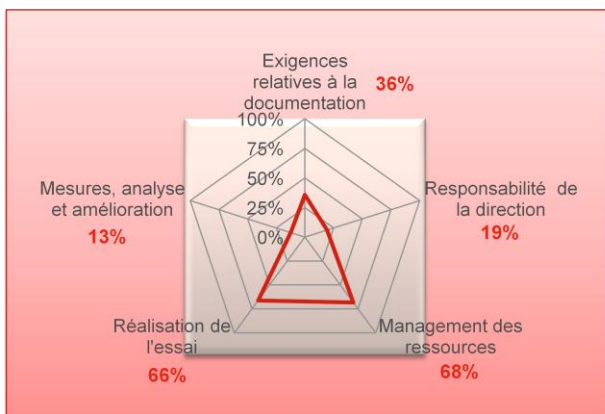 Exigences
relatives à la
documentation
36%
100%
75%
50%
25%
0%
Mesures, analyse
et amélioration
13%
Responsabilité de
la direction
19%
Réalisation de
l'essai
66%
Management des
ressources
68%